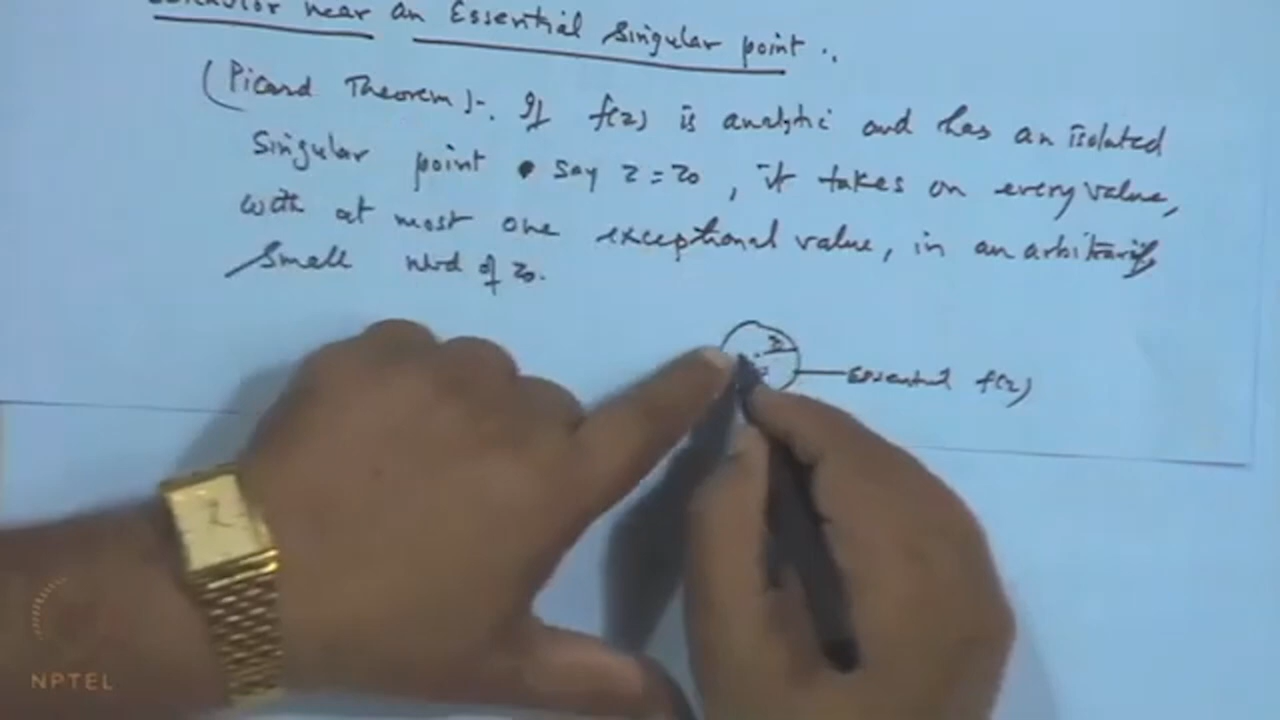 Behavior near an Essential Singular point :.
(Picard Theorem):-. If f(z) is analytic and has an isolated
Singular point say z = z0, it takes on every value,
with at most one exceptional value, in an arbitrarily
Small nbd of z0.
z0
Essential f(z)
NPTEL